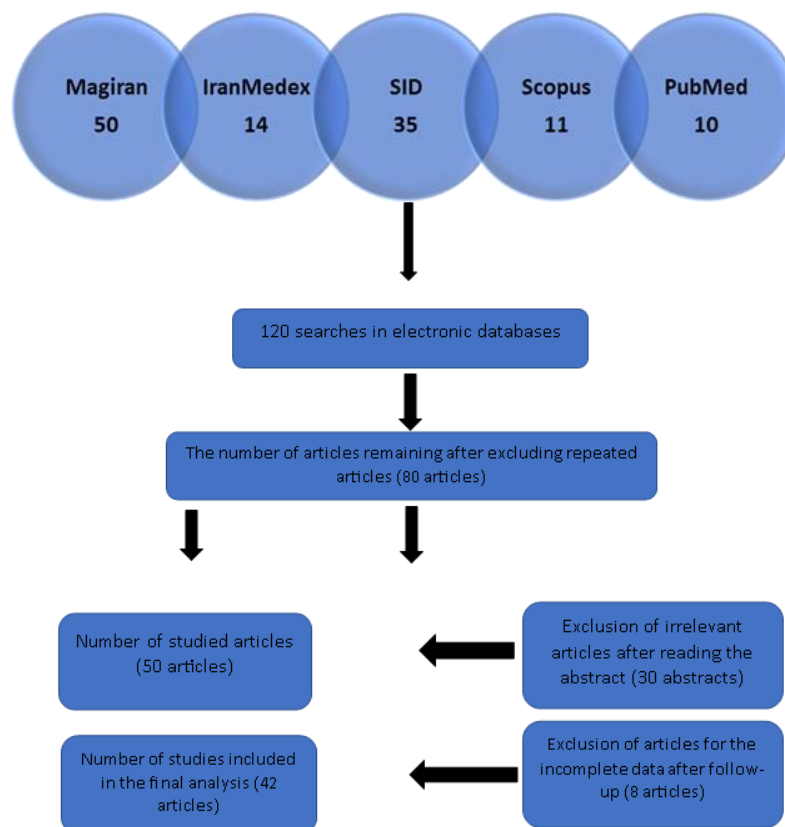 Magiran
50
IranMedex
14
SID
35
Scopus
11
PubMed
10
120 searches in electronic databases
The number of articles remaining after excluding repeated
articles (80 articles)
Number of studied articles
(50 articles)
Exclusion of irrelevant
articles after reading the
abstract (30 abstracts)
Number of studies included
in the final analysis (42
articles)
Exclusion of articles for the
incomplete data after follow-
up (8 articles)